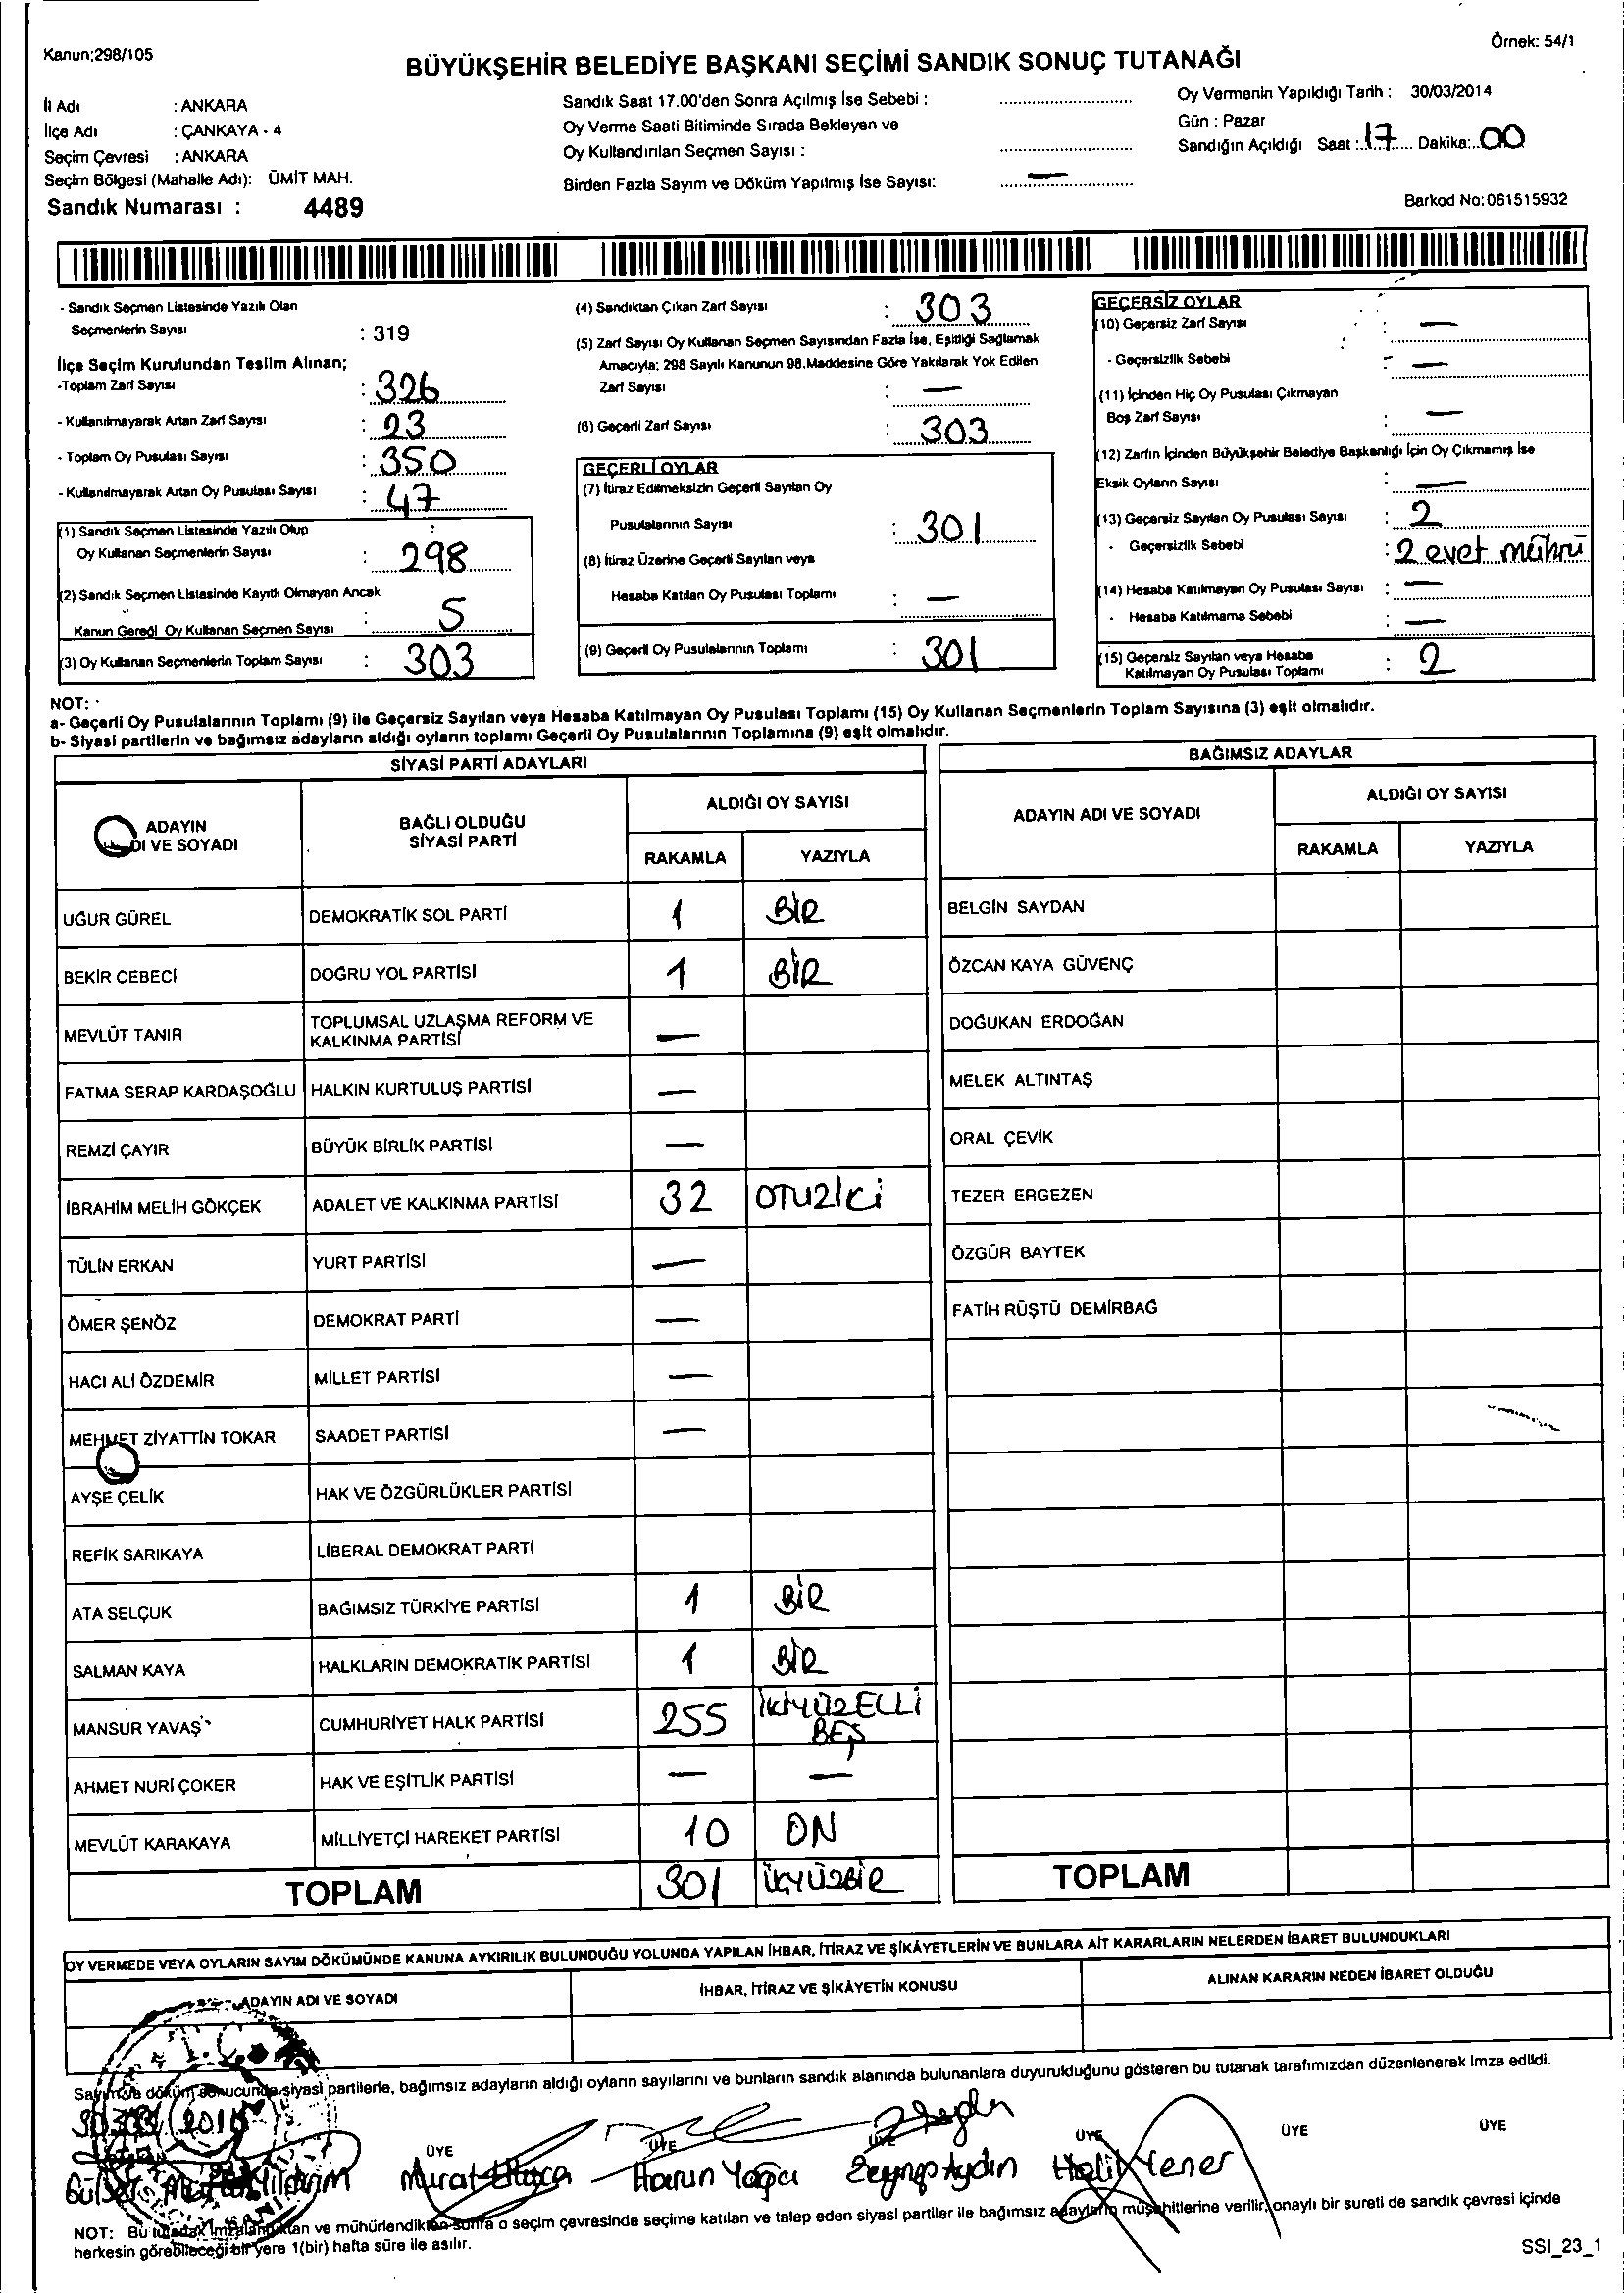 Kanun;298/105
Örnek: 54/1
BÜYÜKŞEHİR BELEDİYE BAŞKANI SEÇİMİ SANDIK SONUÇ TUTANAĞI
İl Adı : ANKARA
İlçe Adı : ÇANKAYA - 4
Seçim Çevresi : ANKARA
Seçim Bölgesi (Mahalle Adı): ÜMİT MAH.
Sandık Numarası : 4489
Sandık Saat 17.00'den Sonra Açılmış İse Sebebi :
Oy Verme Saati Bitiminde Sırada Bekleyen ve
Oy Kullandırılan Seçmen Sayısı :
Birden Fazla Sayım ve Döküm Yapılmış İse Sayısı: —
Oy Vermenin Yapıldığı Tarih : 30/03/2014
Gün : Pazar
Sandığın Açıldığı Saat : 17 Dakika: 00
Barkod No: 061515932
- Sandık Seçmen Listesinde Yazılı Olan
Seçmenlerin Sayısı : 319
İlçe Seçim Kurulundan Teslim Alınan;
-Toplam Zarf Sayısı : 326
- Kullanılmayarak Artan Zarf Sayısı : 23
- Toplam Oy Pusulası Sayısı : 350
- Kullanılmayarak Artan Oy Pusulası Sayısı : 47
(1) Sandık Seçmen Listesinde Yazılı Olup :
Oy Kullanan Seçmenlerin Sayısı : 298
(2) Sandık Seçmen Listesinde Kayıtlı Olmayan Ancak
Kanun Gereği Oy Kullanan Seçmen Sayısı : 5
(3) Oy Kullanan Seçmenlerin Toplam Sayısı : 303
(4) Sandıktan Çıkan Zarf Sayısı : 303
(5) Zarf Sayısı Oy Kullanan Seçmen Sayısından Fazla İse, Eşitliği Sağlamak
Amacıyla; 298 Sayılı Kanunun 98.Maddesine Göre Yakılarak Yok Edilen
Zarf Sayısı : —
(6) Geçerli Zarf Sayısı : 303
GEÇERLİ OYLAR
(7) İtiraz Edilmeksizin Geçerli Sayılan Oy
Pusulalarının Sayısı : 301
(8) İtiraz Üzerine Geçerli Sayılan veya
Hesaba Katılan Oy Pusulası Toplamı : —
(9) Geçerli Oy Pusulalarının Toplamı : 301
GEÇERSİZ OYLAR
(10) Geçersiz Zarf Sayısı : —
- Geçersizlik Sebebi : —
(11) İçinden Hiç Oy Pusulası Çıkmayan
Boş Zarf Sayısı : —
(12) Zarfın İçinden Büyükşehir Belediye Başkanlığı İçin Oy Çıkmamış İse
Eksik Oyların Sayısı : —
(13) Geçersiz Sayılan Oy Pusulası Sayısı : 2
- Geçersizlik Sebebi : 2 evet mührü
(14) Hesaba Katılmayan Oy Pusulası Sayısı : —
- Hesaba Katılmama Sebebi : —
(15) Geçersiz Sayılan veya Hesaba
Katılmayan Oy Pusulası Toplamı : 2
NOT:
a- Geçerli Oy Pusulalarının Toplamı (9) ile Geçersiz Sayılan veya Hesaba Katılmayan Oy Pusulası Toplamı (15) Oy Kullanan Seçmenlerin Toplam Sayısına (3) eşit olmalıdır.
b- Siyasi partilerin ve bağımsız adayların aldığı oyların toplamı Geçerli Oy Pusulalarının Toplamına (9) eşit olmalıdır.
SİYASİ PARTİ ADAYLARI
ADAYIN
DI VE SOYADI
BAĞLI OLDUĞU
SİYASİ PARTİ
ALDIĞI OY SAYISI
RAKAMLA YAZIYLA
UĞUR GÜREL DEMOKRATİK SOL PARTİ 1 BİR
BEKİR CEBECİ DOĞRU YOL PARTİSİ 1 BİR
MEVLÜT TANIR TOPLUMSAL UZLAŞMA REFORM VE
KALKINMA PARTİSİ —
FATMA SERAP KARDAŞOĞLU HALKIN KURTULUŞ PARTİSİ —
REMZİ ÇAYIR BÜYÜK BİRLİK PARTİSİ —
İBRAHİM MELİH GÖKÇEK ADALET VE KALKINMA PARTİSİ 32 OTUZİKİ
TÜLİN ERKAN YURT PARTİSİ —
ÖMER ŞENÖZ DEMOKRAT PARTİ —
HACI ALİ ÖZDEMİR MİLLET PARTİSİ —
MEHMET ZİYATTİN TOKAR SAADET PARTİSİ —
AYŞE ÇELİK HAK VE ÖZGÜRLÜKLER PARTİSİ
REFİK SARIKAYA LİBERAL DEMOKRAT PARTİ
ATA SELÇUK BAĞIMSIZ TÜRKİYE PARTİSİ 1 BİR
SALMAN KAYA HALKLARIN DEMOKRATİK PARTİSİ 1 BİR
MANSUR YAVAŞ CUMHURİYET HALK PARTİSİ 255 İKİYÜZELLİ
BEŞ
AHMET NURİ ÇOKER HAK VE EŞİTLİK PARTİSİ — —
MEVLÜT KARAKAYA MİLLİYETÇİ HAREKET PARTİSİ 10 ON
TOPLAM 301 ÜÇYÜZBİR
BAĞIMSIZ ADAYLAR
ADAYIN ADI VE SOYADI
ALDIĞI OY SAYISI
RAKAMLA YAZIYLA
BELGİN SAYDAN
ÖZCAN KAYA GÜVENÇ
DOĞUKAN ERDOĞAN
MELEK ALTINTAŞ
ORAL ÇEVİK
TEZER ERGEZEN
ÖZGÜR BAYTEK
FATİH RÜŞTÜ DEMİRBAĞ
TOPLAM
OY VERMEDE VEYA OYLARIN SAYIM DÖKÜMÜNDE KANUNA AYKIRILIK BULUNDUĞU YOLUNDA YAPILAN İHBAR, İTİRAZ VE ŞİKÂYETLERİN VE BUNLARA AİT KARARLARIN NELERDEN İBARET BULUNDUKLARI
ADAYIN ADI VE SOYADI
İHBAR, İTİRAZ VE ŞİKÂYETİN KONUSU
ALINAN KARARIN NEDEN İBARET OLDUĞU
Sayım ve döküm sonucunda siyasi partilerle, bağımsız adayların aldığı oyların sayılarını ve bunların sandık alanında bulunanlara duyurulduğunu gösteren bu tutanak tarafımızdan düzenlenerek imza edildi.
ÜYE ÜYE ÜYE ÜYE ÜYE ÜYE
Yıldırım Murat Harun Yağcı Zeynep Aydın Halil Yener
NOT: Bu tutanak imzalandıktan ve mühürlendikten sonra o seçim çevresinde seçime katılan ve talep eden siyasi partiler ile bağımsız adayların müşahitlerine verilir, onaylı bir sureti de sandık çevresi içinde
herkesin görebileceği bir yere 1(bir) hafta süre ile asılır.
SSI_23_1